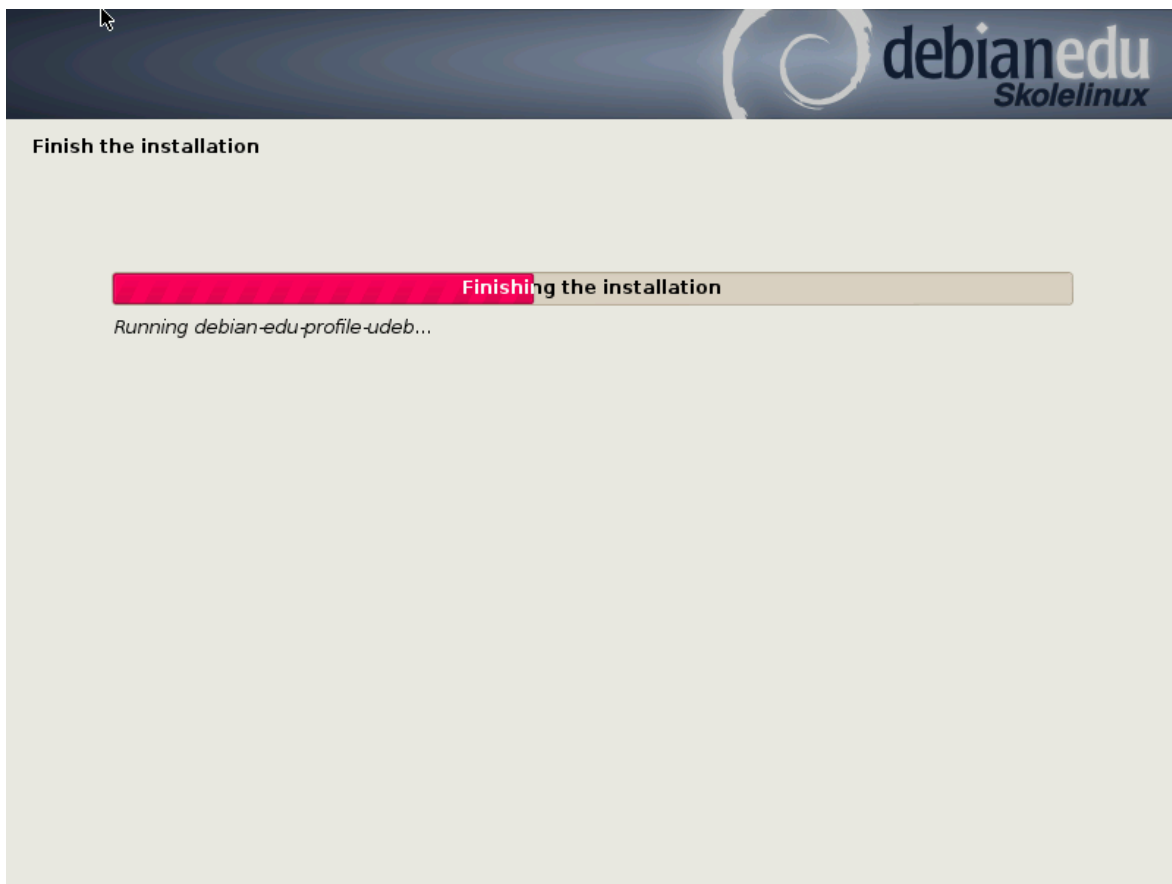 debianedu
Skolelinux
Finish the installation
Finishing the installation
Running debian-edu-profile-udeb...